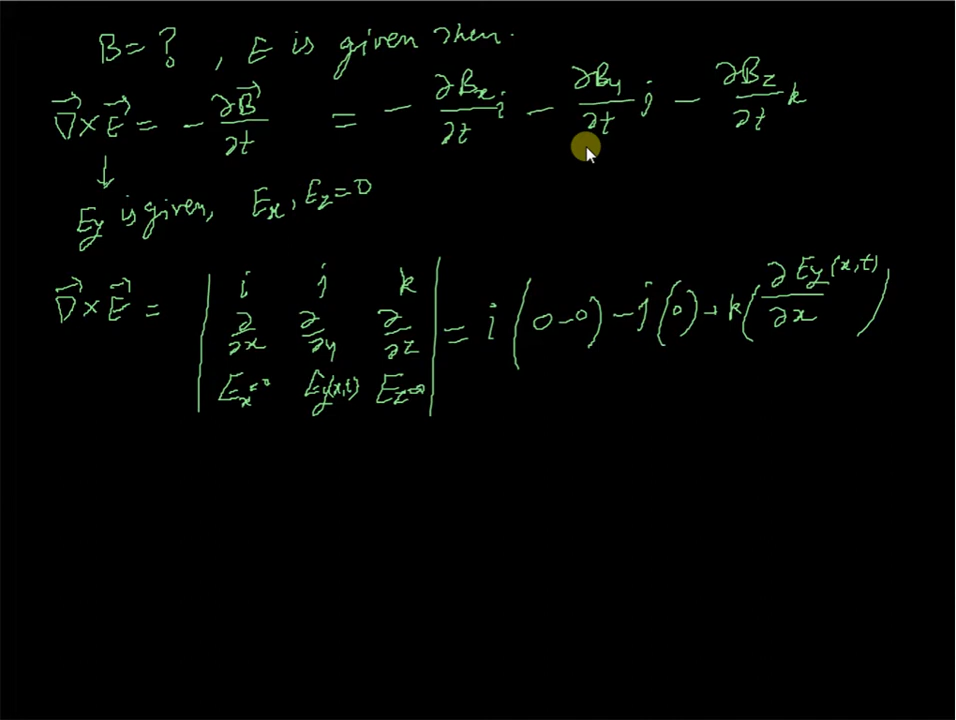 B = ? , E is given then.
∇⃗ × E⃗ = - ∂B⃗/∂t = - ∂Bx/∂t i - ∂By/∂t j - ∂Bz/∂t k
↓
Ey is given, Ex, Ez = 0
∇⃗ × E⃗ = | i j k | = i (0-0) - j (0) + k (∂Ey(x,t)/∂x)
| ∂/∂x ∂/∂y ∂/∂z |
| Ex=0 Ey(x,t) Ez=0 |